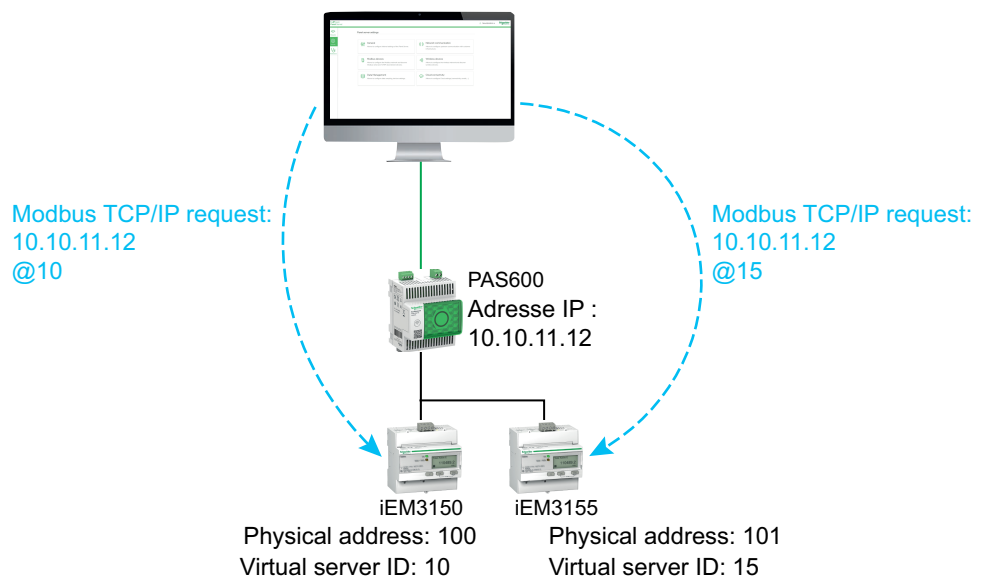 Modbus TCP/IP request:
10.10.11.12
@10
Modbus TCP/IP request:
10.10.11.12
@15
PAS600
Adresse IP :
10.10.11.12
iEM3150
Physical address: 100
Virtual server ID: 10
iEM3155
Physical address: 101
Virtual server ID: 15